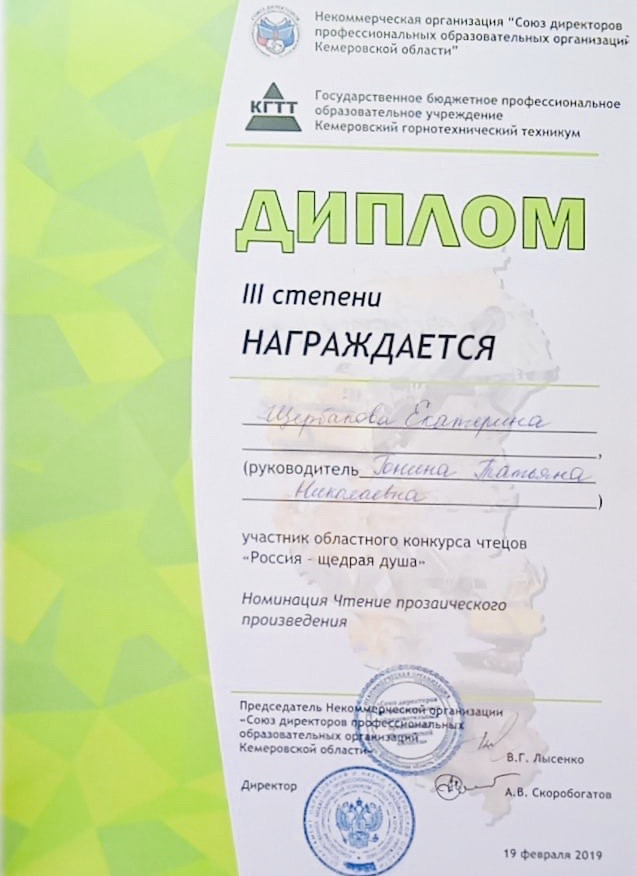 Некоммерческая организация "Союз директоров
профессиональных образовательных организаций
Кемеровской области"
КГТТ
Государственное бюджетное профессиональное
образовательное учреждение
Кемеровский горнотехнический техникум
ДИПЛОМ
III степени
НАГРАЖДАЕТСЯ
Щербакова Екатерина
,
(руководитель Гонина Татьяна
Николаевна)
участник областного конкурса чтецов
«Россия - щедрая душа»
Номинация Чтение прозаического
произведения
Председатель Некоммерческой организации
«Союз директоров профессиональных
образовательных организаций
Кемеровской области»
В.Г. Лысенко
Директор
А.В. Скоробогатов
19 февраля 2019